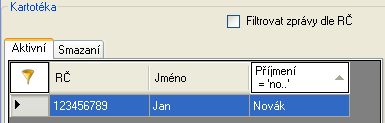 Kartotéka
Filtrovat zprávy dle RČ
Aktivní Smazaní
RČ Jméno Příjmení
= 'no..'
123456789 Jan Novák